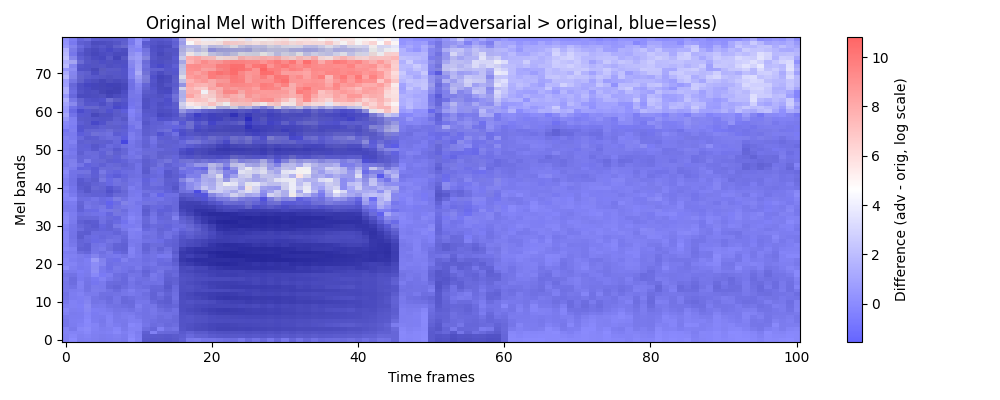 Original Mel with Differences (red=adversarial > original, blue=less)
70
60
50
40
30
20
10
0
Mel bands
0 20 40 60 80 100
Time frames
10
8
6
4
2
0
Difference (adv - orig, log scale)